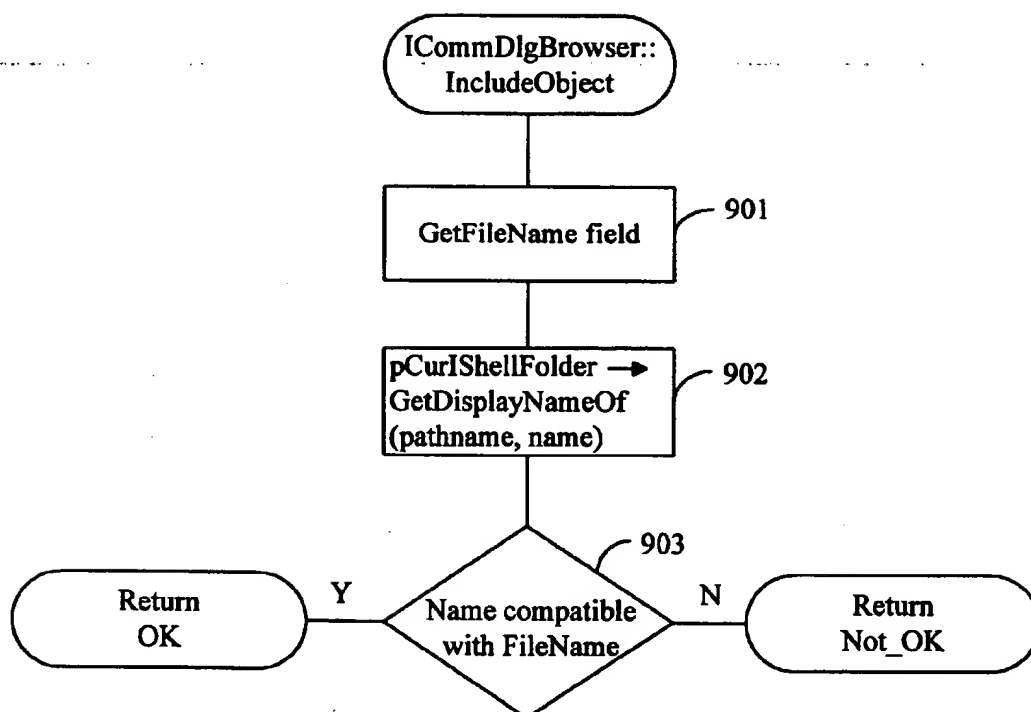 ICommDlgBrowser::
IncludeObject
GetFileName field
901
pCurIShellFolder →
GetDisplayNameOf
(pathname, name)
902
903
Name compatible
with FileName
Y
Return
OK
N
Return
Not_OK